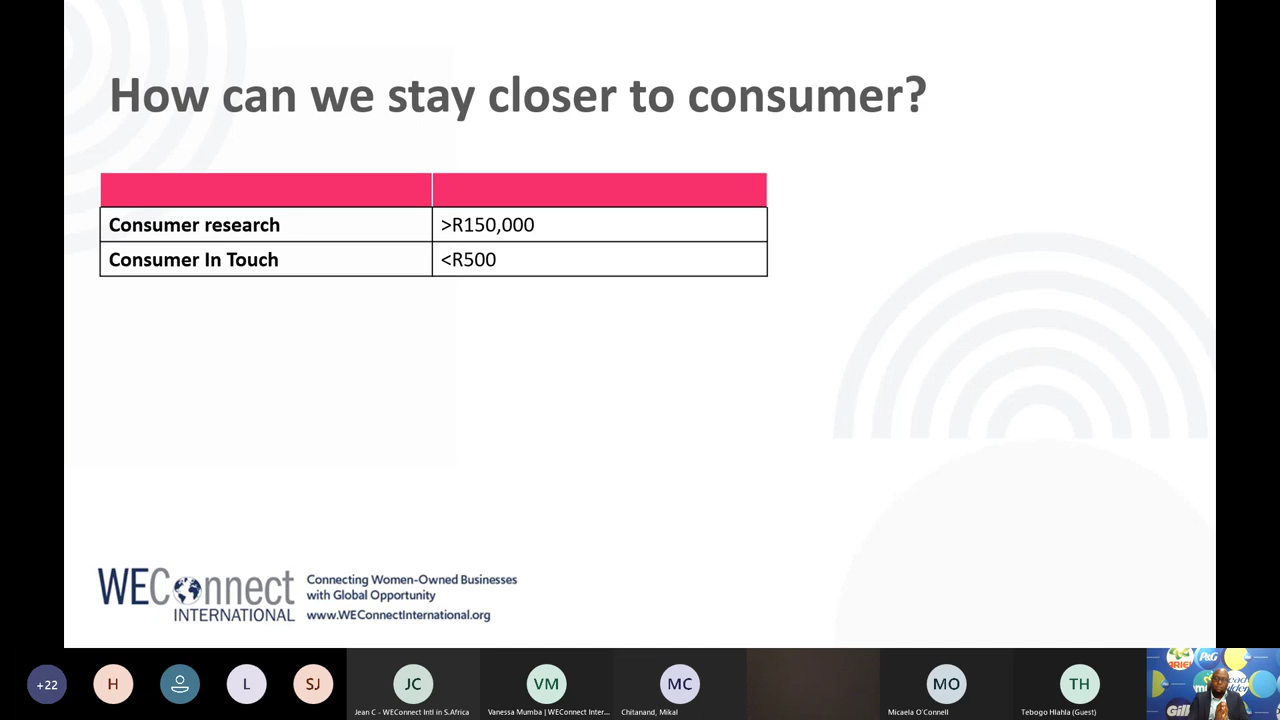 How can we stay closer to consumer?
Consumer research >R150,000
Consumer In Touch <R500
WEConnect
INTERNATIONAL
Connecting Women-Owned Businesses
with Global Opportunity
www.WEConnectInternational.org
+22
H
L
SJ
JC
VM
MC
MO
TH
Jean C - WEConnect Intl in S.Africa
Vanessa Mumba | WEConnect Inter...
Chitanand, Mikal
Micaela O'Connell
Tebogo Hlahla (Guest)
ARIEL
P&G
Gill